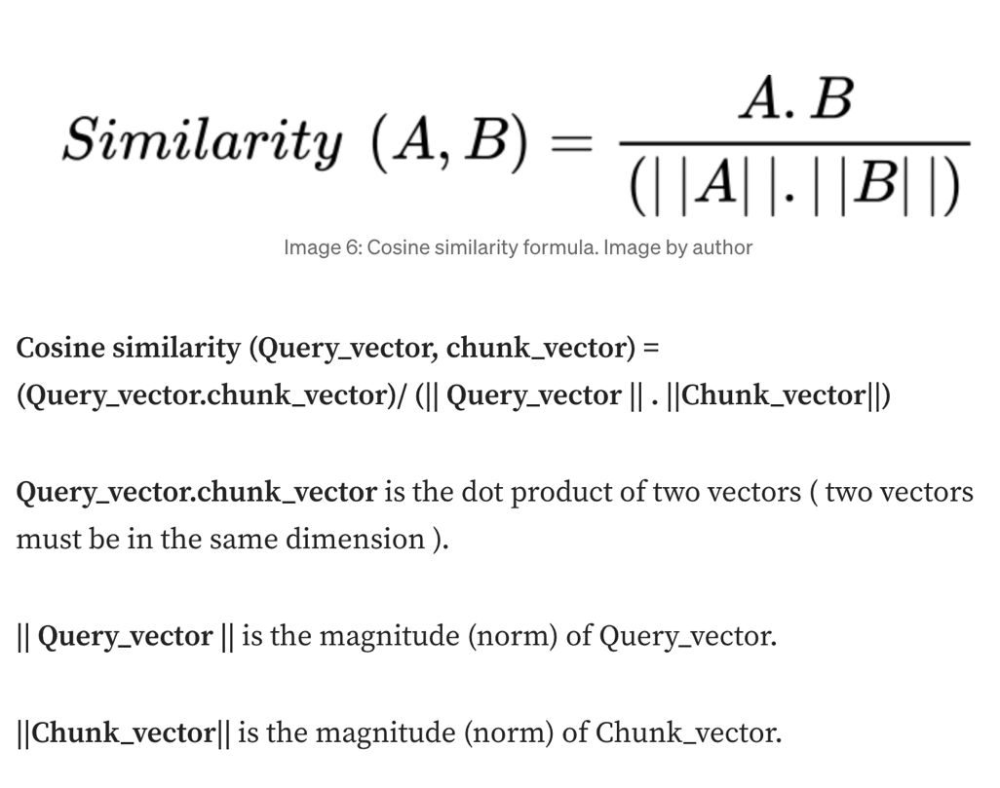 Similarity (A, B) = A. B / (| |A| |. | |B| |)
Image 6: Cosine similarity formula. Image by author
Cosine similarity (Query_vector, chunk_vector) =
(Query_vector.chunk_vector)/ (|| Query_vector || . ||Chunk_vector||)
Query_vector.chunk_vector is the dot product of two vectors ( two vectors
must be in the same dimension ).
|| Query_vector || is the magnitude (norm) of Query_vector.
||Chunk_vector|| is the magnitude (norm) of Chunk_vector.